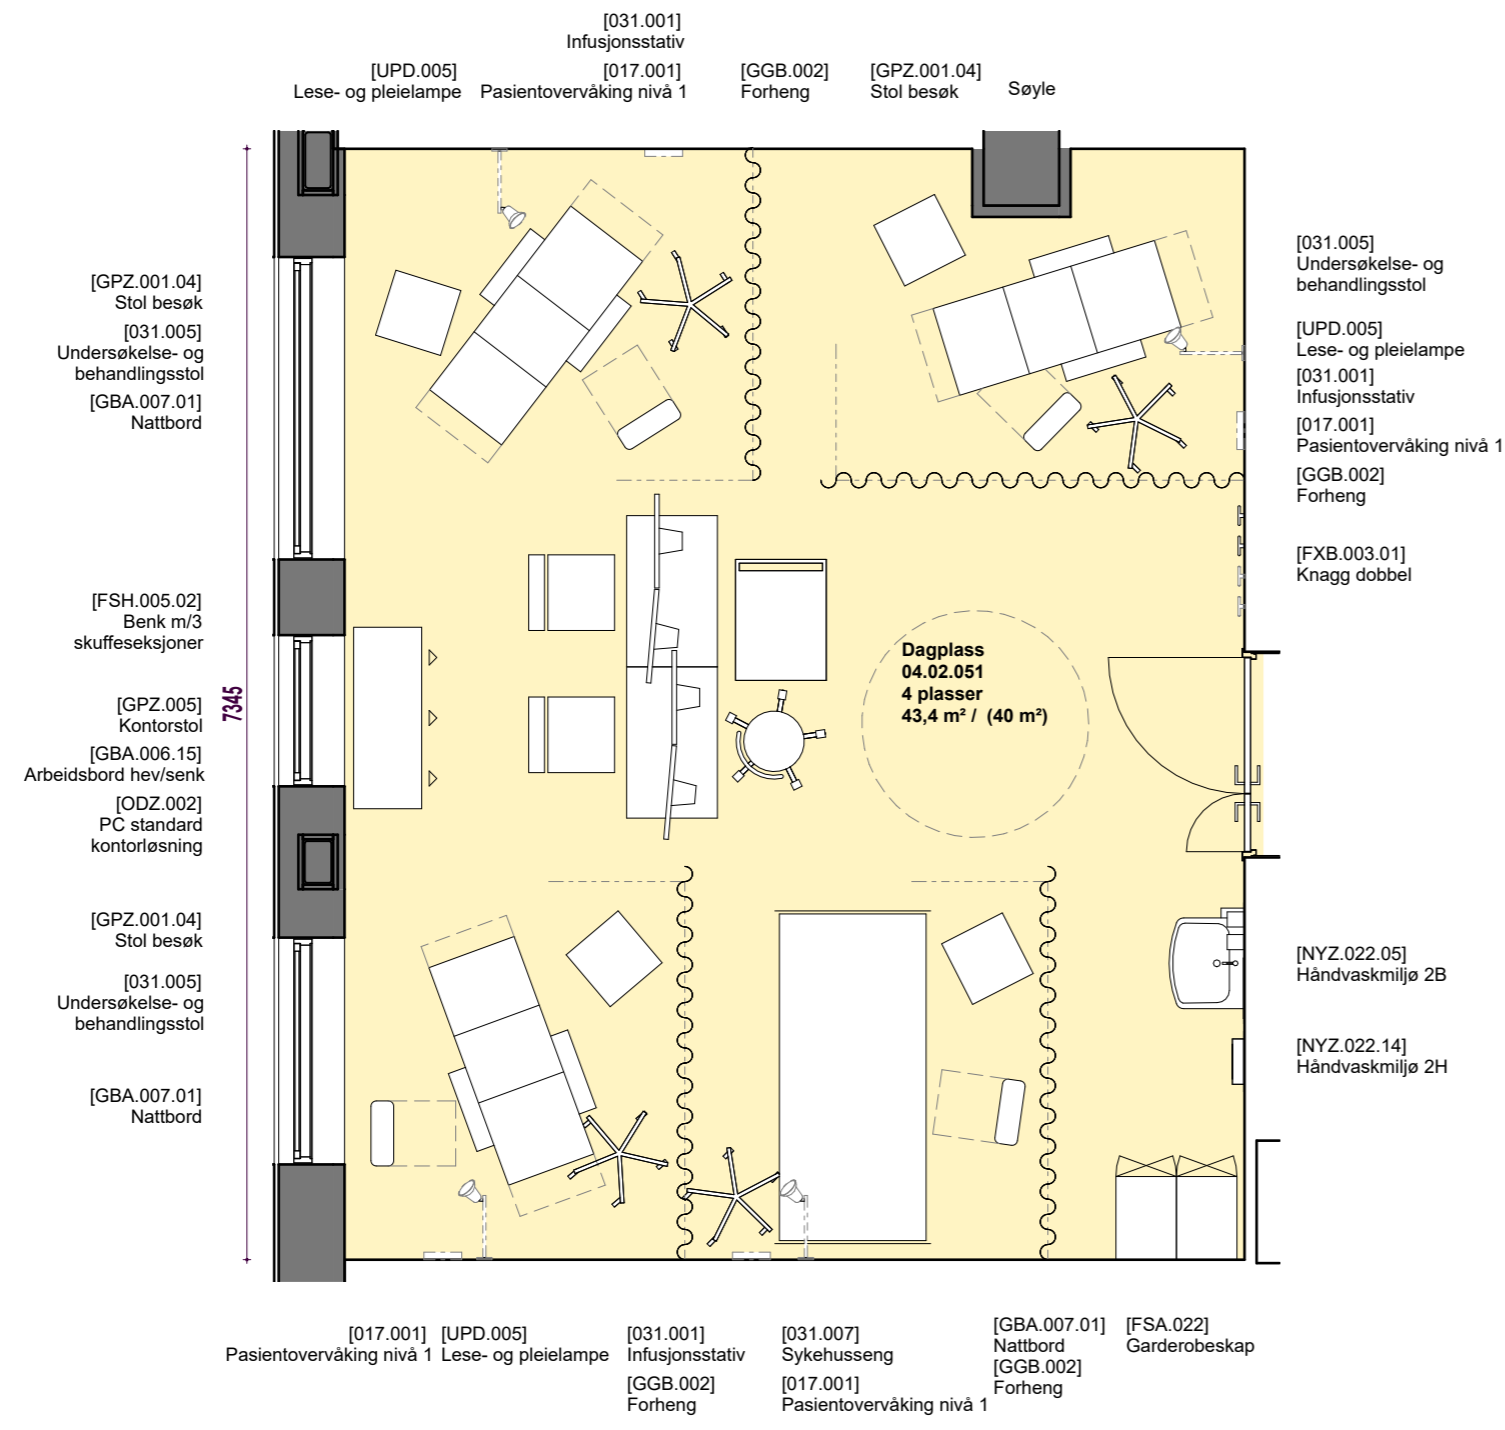 [031.001]
Infusjonsstativ
[UPD.005]
Lese- og pleielampe
[017.001]
Pasientovervåking nivå 1
[GGB.002]
Forheng
[GPZ.001.04]
Stol besøk
Søyle
[GPZ.001.04]
Stol besøk
[031.005]
Undersøkelse- og
behandlingsstol
[GBA.007.01]
Nattbord
[FSH.005.02]
Benk m/3
skuffeseksjoner
[GPZ.005]
Kontorstol
[GBA.006.15]
Arbeidsbord hev/senk
[ODZ.002]
PC standard
kontorløsning
[GPZ.001.04]
Stol besøk
[031.005]
Undersøkelse- og
behandlingsstol
[GBA.007.01]
Nattbord
7345
Dagplass
04.02.051
4 plasser
43,4 m² / (40 m²)
[031.005]
Undersøkelse- og
behandlingsstol
[UPD.005]
Lese- og pleielampe
[031.001]
Infusjonsstativ
[017.001]
Pasientovervåking nivå 1
[GGB.002]
Forheng
[FXB.003.01]
Knagg dobbel
[NYZ.022.05]
Håndvaskmiljø 2B
[NYZ.022.14]
Håndvaskmiljø 2H
[017.001]
Pasientovervåking nivå 1
[UPD.005]
Lese- og pleielampe
[031.001]
Infusjonsstativ
[GGB.002]
Forheng
[031.007]
Sykehusseng
[017.001]
Pasientovervåking nivå 1
[GBA.007.01]
Nattbord
[GGB.002]
Forheng
[FSA.022]
Garderobeskap